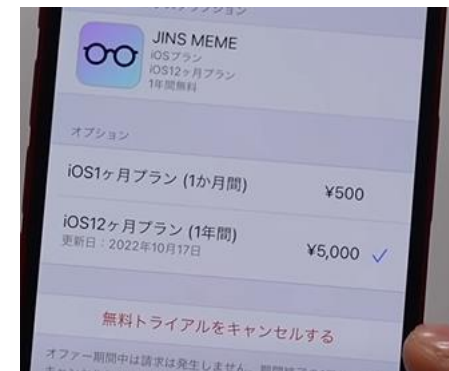 JINS MEME
iOSプラン
iOS12ヶ月プラン
1年間無料
オプション
iOS1ヶ月プラン (1か月間)
¥500
iOS12ヶ月プラン (1年間)
更新日：2022年10月17日
¥5,000
無料トライアルをキャンセルする
オファー期間中は請求は発生しません。